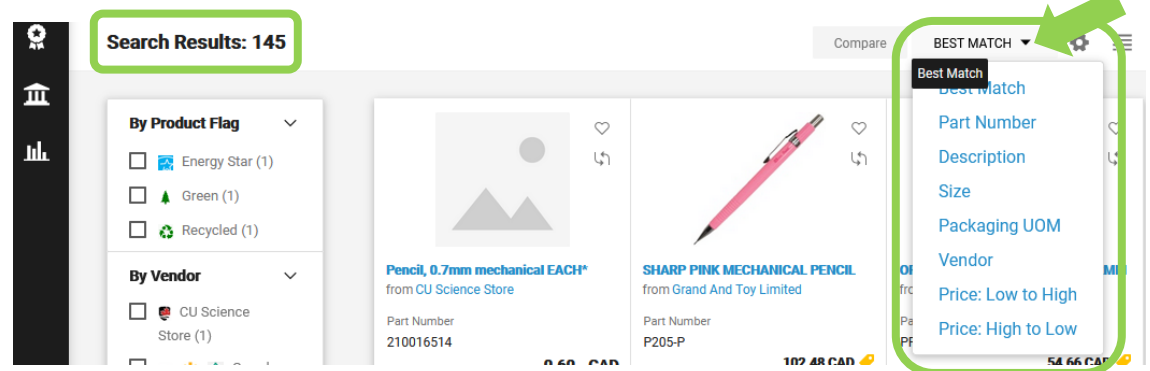 Search Results: 145
Compare
BEST MATCH
Best Match
Best Match
Part Number
Description
Size
Packaging UOM
Vendor
Price: Low to High
Price: High to Low
By Product Flag
Energy Star (1)
Green (1)
Recycled (1)
By Vendor
CU Science
Store (1)
Pencil, 0.7mm mechanical EACH*
from CU Science Store
Part Number
210016514
0.60 CAD
SHARP PINK MECHANICAL PENCIL
from Grand And Toy Limited
Part Number
P205-P
102.48 CAD
54.66 CAD